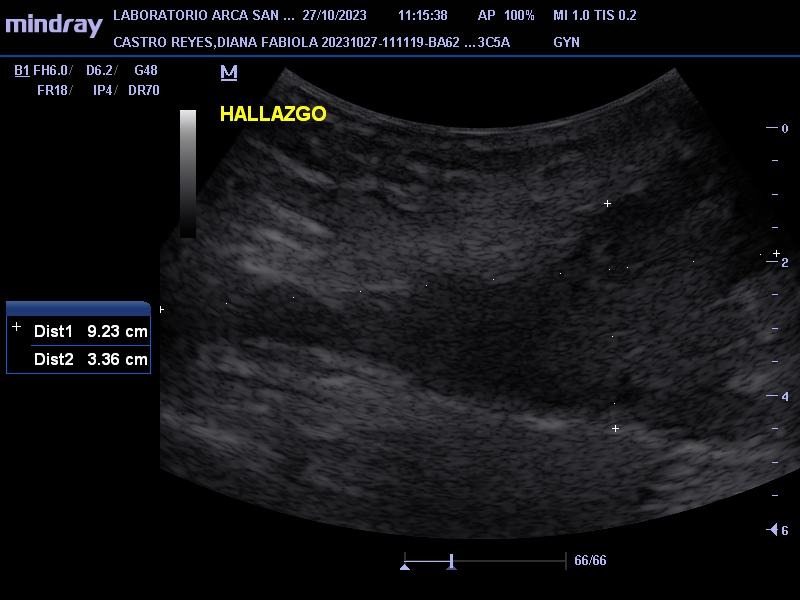 mindray
LABORATORIO ARCA SAN ... 27/10/2023 11:15:38 AP 100% MI 1.0 TIS 0.2
CASTRO REYES,DIANA FABIOLA 20231027-111119-BA62 ...3C5A GYN
B1 FH6.0/ D6.2/ G48
FR18/ IP4/ DR70
M
HALLAZGO
0
2
4
6
+ Dist1 9.23 cm
Dist2 3.36 cm
66/66